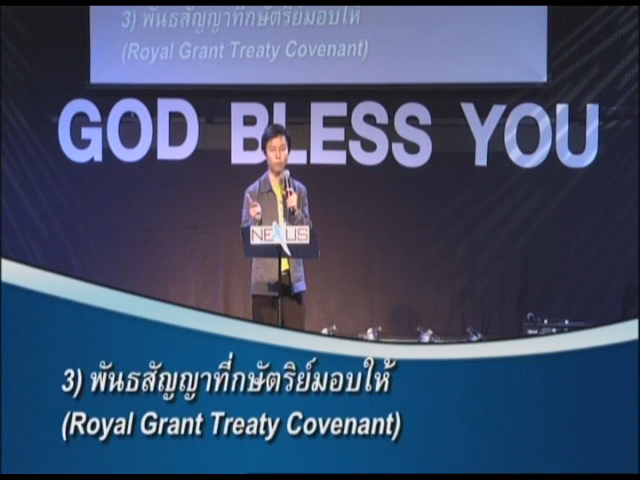 3) พันธสัญญาที่กษัตริย์มอบให้
(Royal Grant Treaty Covenant)
GOD BLESS YOU
NEXUS
3) พันธสัญญาที่กษัตริย์มอบให้
(Royal Grant Treaty Covenant)